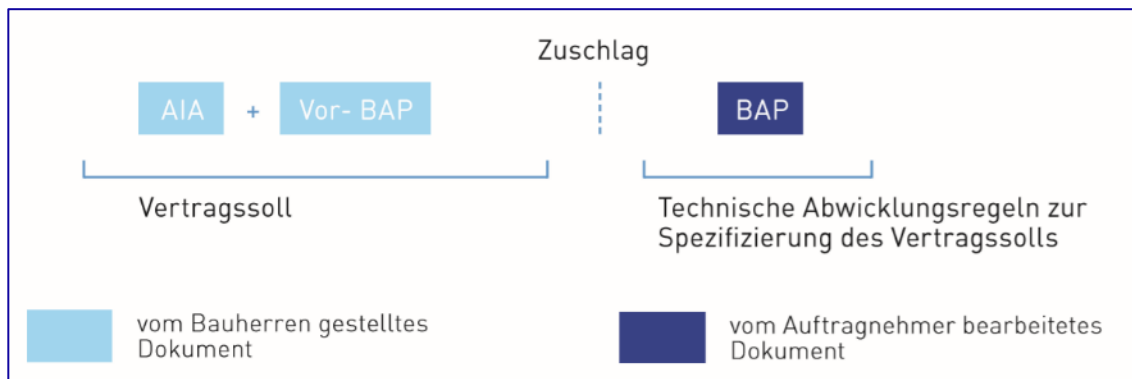 Zuschlag
AIA + Vor- BAP
BAP
Vertragssoll
Technische Abwicklungsregeln zur
Spezifizierung des Vertragssolls
vom Bauherren gestelltes
Dokument
vom Auftragnehmer bearbeitetes
Dokument